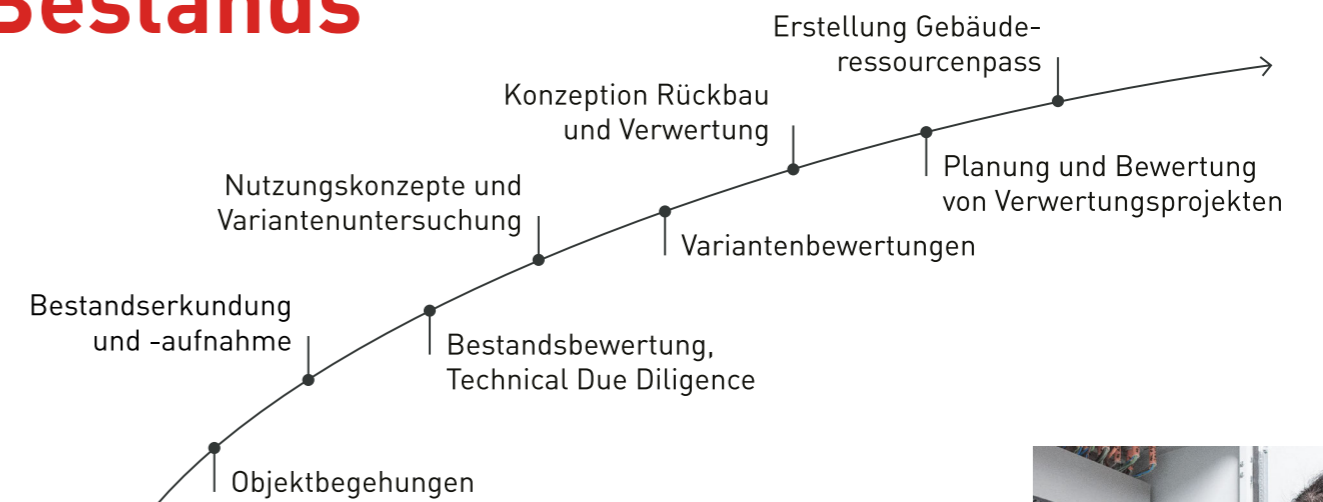 Bestands
Erstellung Gebäude-
ressourcenpass
Konzeption Rückbau
und Verwertung
Planung und Bewertung
von Verwertungsprojekten
Nutzungskonzepte und
Variantenuntersuchung
Variantenbewertungen
Bestandserkundung
und -aufnahme
Bestandsbewertung,
Technical Due Diligence
Objektbegehungen